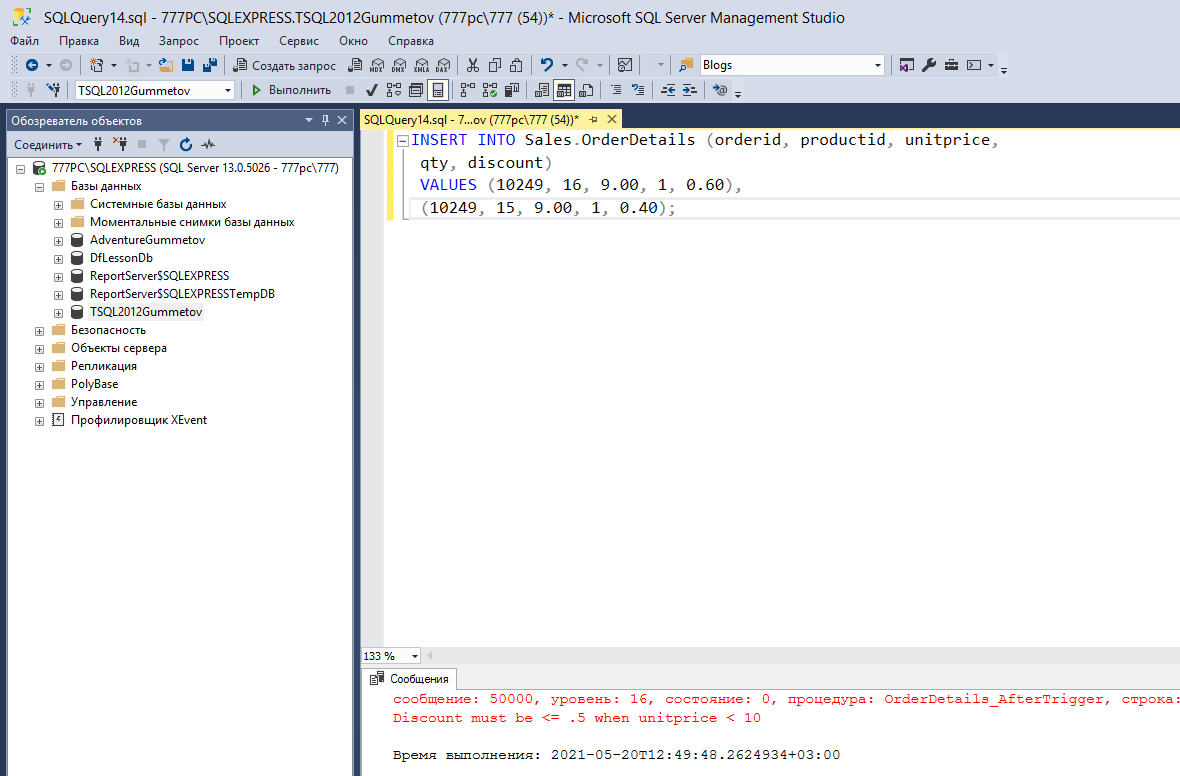 SQLQuery14.sql - 777PC\SQLEXPRESS.TSQL2012Gummetov (777pc\777 (54))* - Microsoft SQL Server Management Studio
Файл Правка Вид Запрос Проект Сервис Окно Справка
Создать запрос MDX DMX XMLA DAX Blogs
TSQL2012Gummetov Выполнить
Обозреватель объектов
SQLQuery14.sql - 7...ov (777pc\777 (54))*
Соединить
777PC\SQLEXPRESS (SQL Server 13.0.5026 - 777pc\777)
Базы данных
Системные базы данных
Моментальные снимки базы данных
AdventureGummetov
DfLessonDb
ReportServer$SQLEXPRESS
ReportServer$SQLEXPRESSTempDB
TSQL2012Gummetov
Безопасность
Объекты сервера
Репликация
PolyBase
Управление
Профилировщик XEvent
INSERT INTO Sales.OrderDetails (orderid, productid, unitprice,
qty, discount)
VALUES (10249, 16, 9.00, 1, 0.60),
(10249, 15, 9.00, 1, 0.40);
133 %
Сообщения
сообщение: 50000, уровень: 16, состояние: 0, процедура: OrderDetails_AfterTrigger, строка:
Discount must be <= .5 when unitprice < 10
Время выполнения: 2021-05-20T12:49:48.2624934+03:00